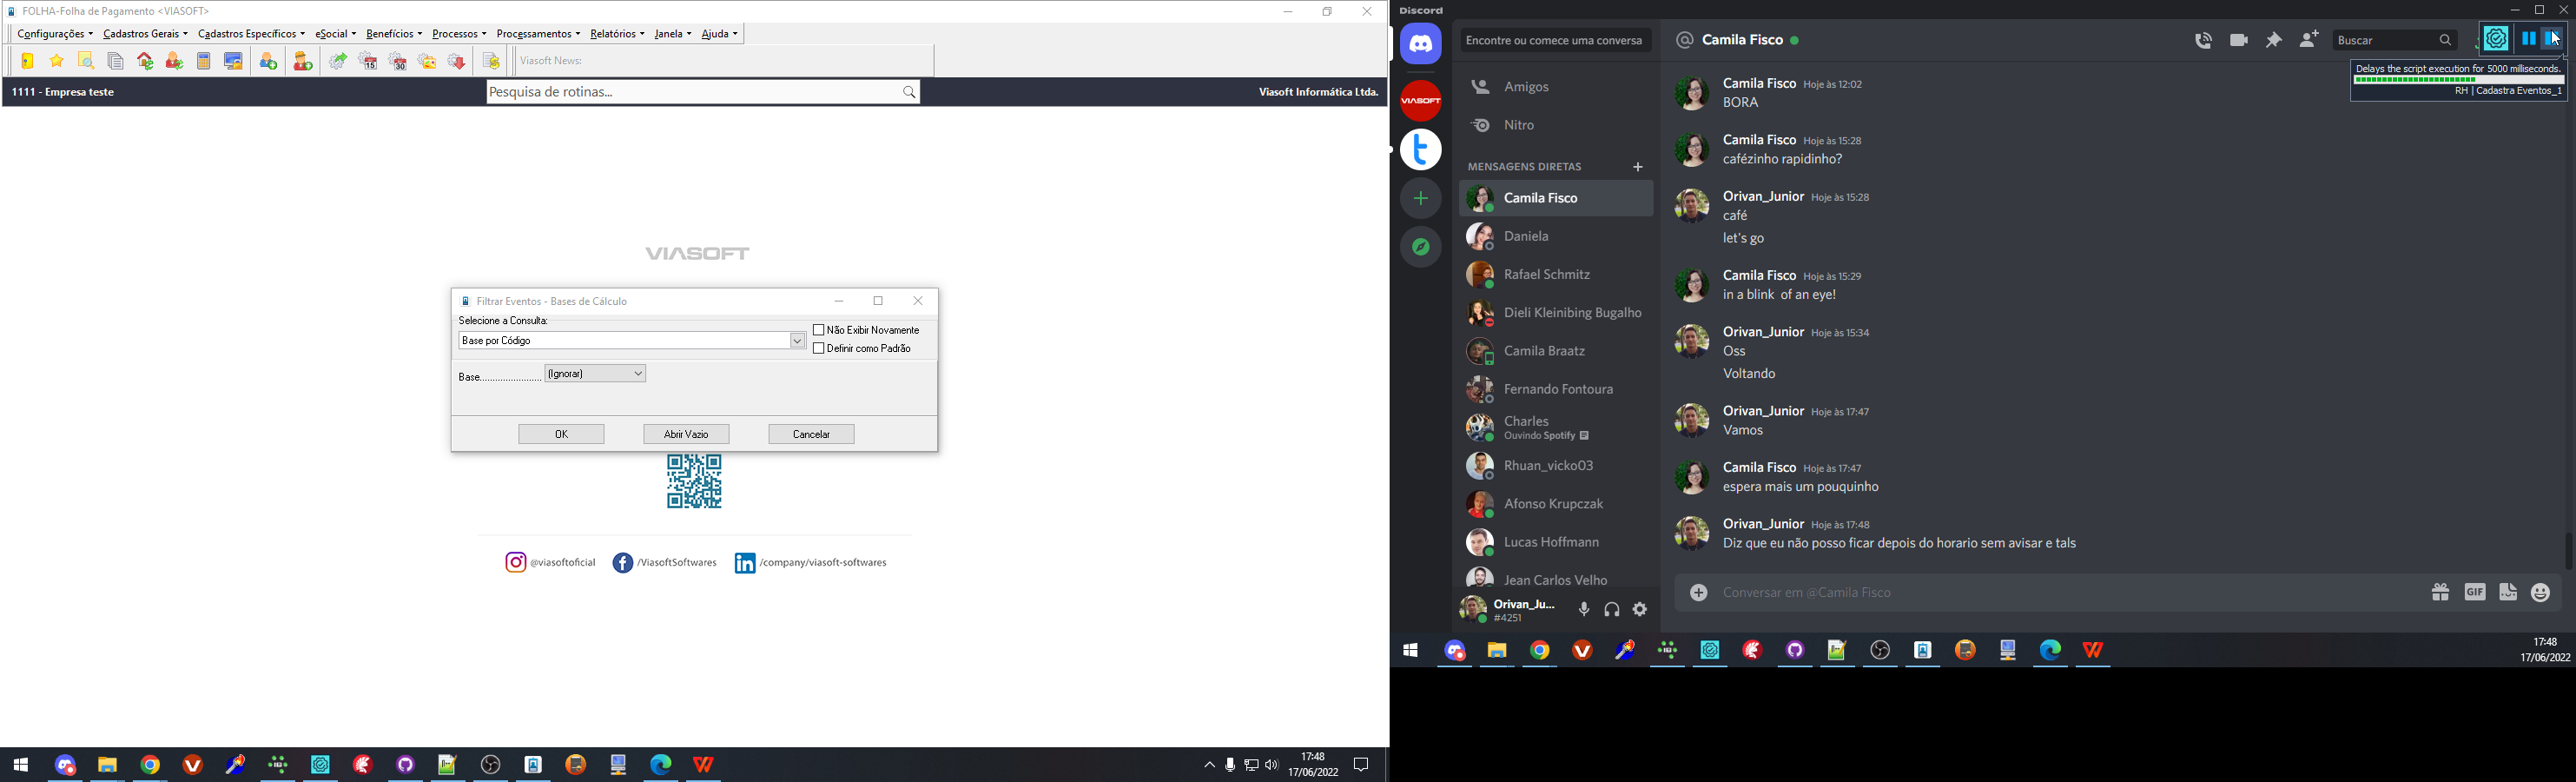 FOLHA-Folha de Pagamento <VIASOFT>
Configurações Cadastros Gerais Cadastros Específicos eSocial Benefícios Processos Processamentos Relatórios Janela Ajuda
15
30
Viasoft News:
1111 - Empresa teste
Pesquisa de rotinas...
Viasoft Informática Ltda.
VIASOFT
Filtrar Eventos - Bases de Cálculo
Selecione a Consulta:
Base por Código
Não Exibir Novamente
Definir como Padrão
Base........................ (Ignorar)
OK Abrir Vazio Cancelar
@viasoftoficial /ViasoftSoftwares /company/viasoft-softwares
17:48
17/06/2022
Discord
Encontre ou comece uma conversa
VIASOFT
Amigos
Nitro
MENSAGENS DIRETAS
Camila Fisco
Daniela
Rafael Schmitz
Dieli Kleinibing Bugalho
Camila Braatz
Fernando Fontoura
Charles
Ouvindo Spotify
Rhuan_vicko03
Afonso Krupczak
Lucas Hoffmann
Jean Carlos Velho
Orivan_Ju...
#4251
Camila Fisco
Buscar
Delays the script execution for 5000 milliseconds.
RH | Cadastra Eventos_1
Camila Fisco Hoje às 12:02
BORA
Camila Fisco Hoje às 15:28
cafézinho rapidinho?
Orivan_Junior Hoje às 15:28
café
let's go
Camila Fisco Hoje às 15:29
in a blink of an eye!
Orivan_Junior Hoje às 15:34
Oss
Voltando
Orivan_Junior Hoje às 17:47
Vamos
Camila Fisco Hoje às 17:47
espera mais um pouquinho
Orivan_Junior Hoje às 17:48
Diz que eu não posso ficar depois do horario sem avisar e tals
Conversar em @Camila Fisco
GIF
17:48
17/06/2022